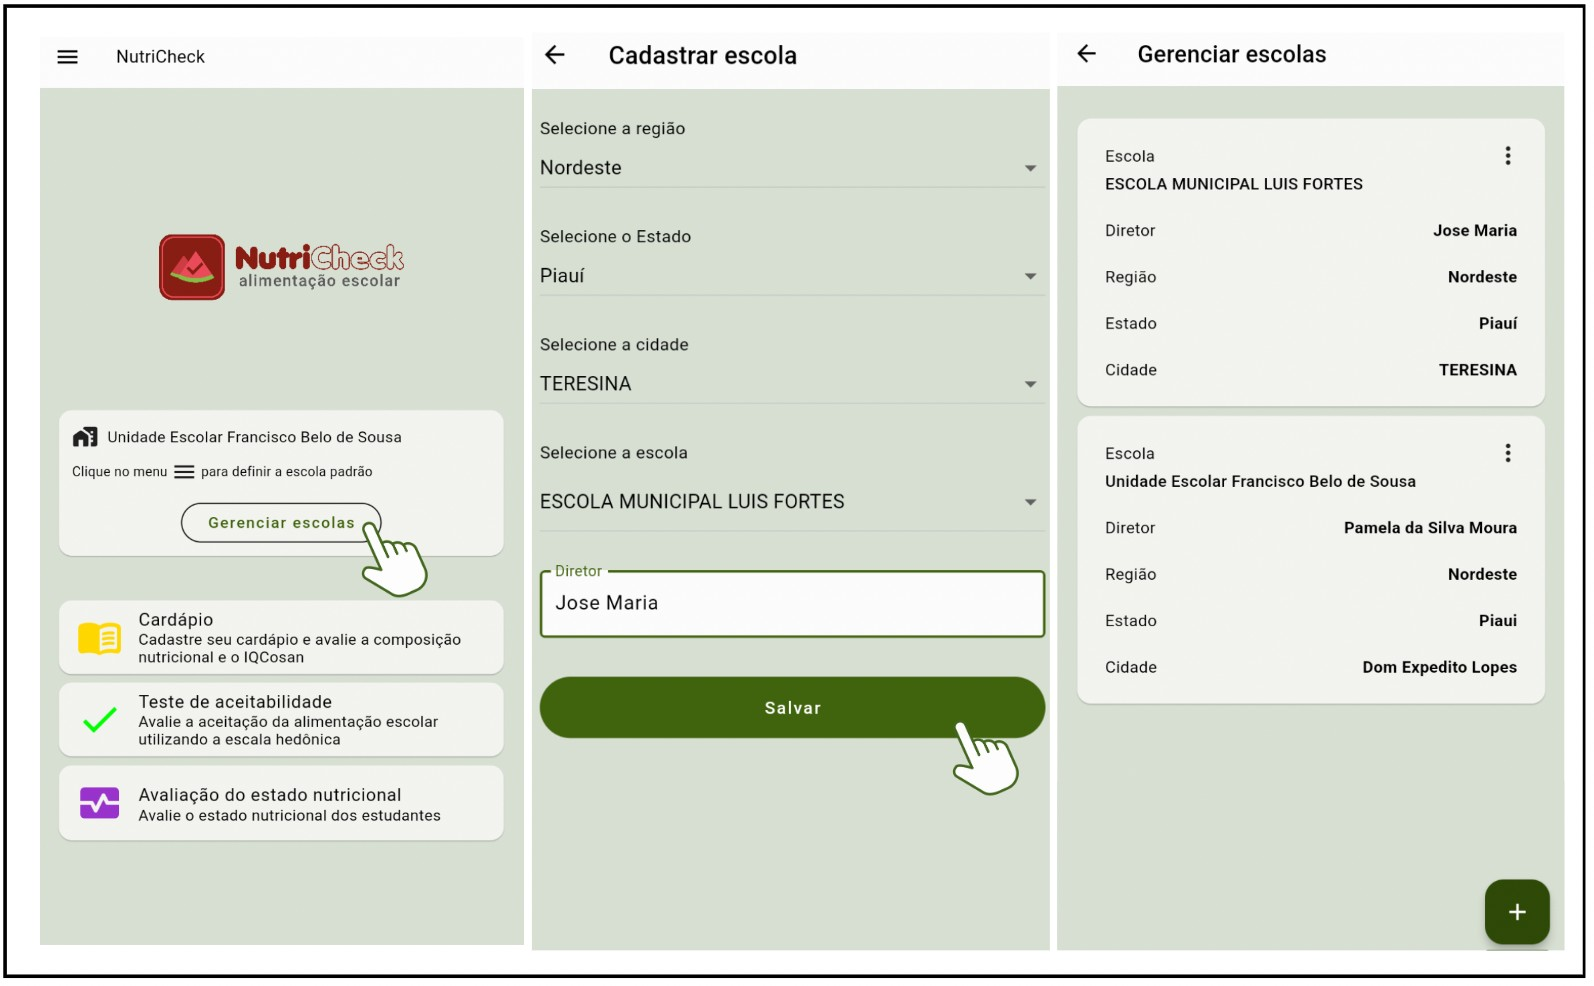 NutriCheck
NutriCheck
alimentação escolar
Unidade Escolar Francisco Belo de Sousa
Clique no menu para definir a escola padrão
Gerenciar escolas
Cardápio
Cadastre seu cardápio e avalie a composição
nutricional e o IQCosan
Teste de aceitabilidade
Avalie a aceitação da alimentação escolar
utilizando a escala hedônica
Avaliação do estado nutricional
Avalie o estado nutricional dos estudantes
Cadastrar escola
Selecione a região
Nordeste
Selecione o Estado
Piauí
Selecione a cidade
TERESINA
Selecione a escola
ESCOLA MUNICIPAL LUIS FORTES
Diretor
Jose Maria
Salvar
Gerenciar escolas
Escola
ESCOLA MUNICIPAL LUIS FORTES
Diretor Jose Maria
Região Nordeste
Estado Piauí
Cidade TERESINA
Escola
Unidade Escolar Francisco Belo de Sousa
Diretor Pamela da Silva Moura
Região Nordeste
Estado Piaui
Cidade Dom Expedito Lopes
+